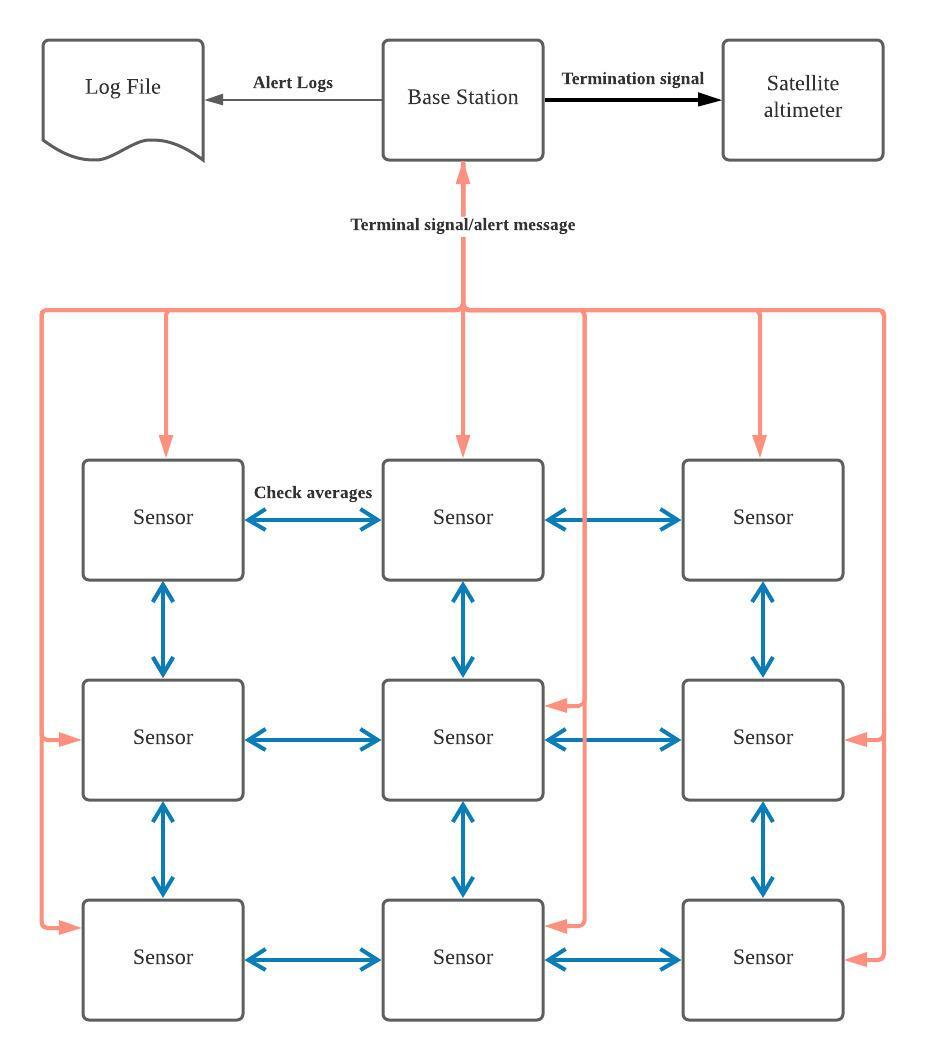 Log File
Alert Logs
Base Station
Termination signal
Satellite
altimeter
Terminal signal/alert message
Sensor
Check averages
Sensor
Sensor
Sensor
Sensor
Sensor
Sensor
Sensor
Sensor